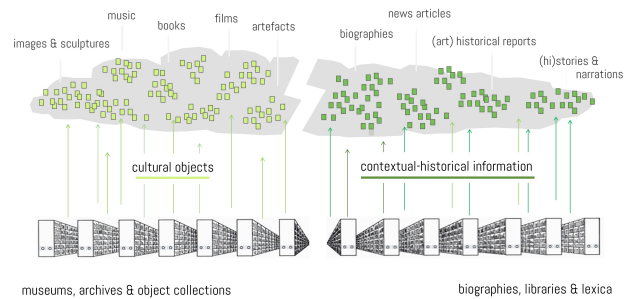 images & sculptures
music
books
films
artefacts
biographies
news articles
(art) historical reports
(hi)stories &
narrations
cultural objects
contextual-historical information
museums, archives & object collections
biographies, libraries & lexica